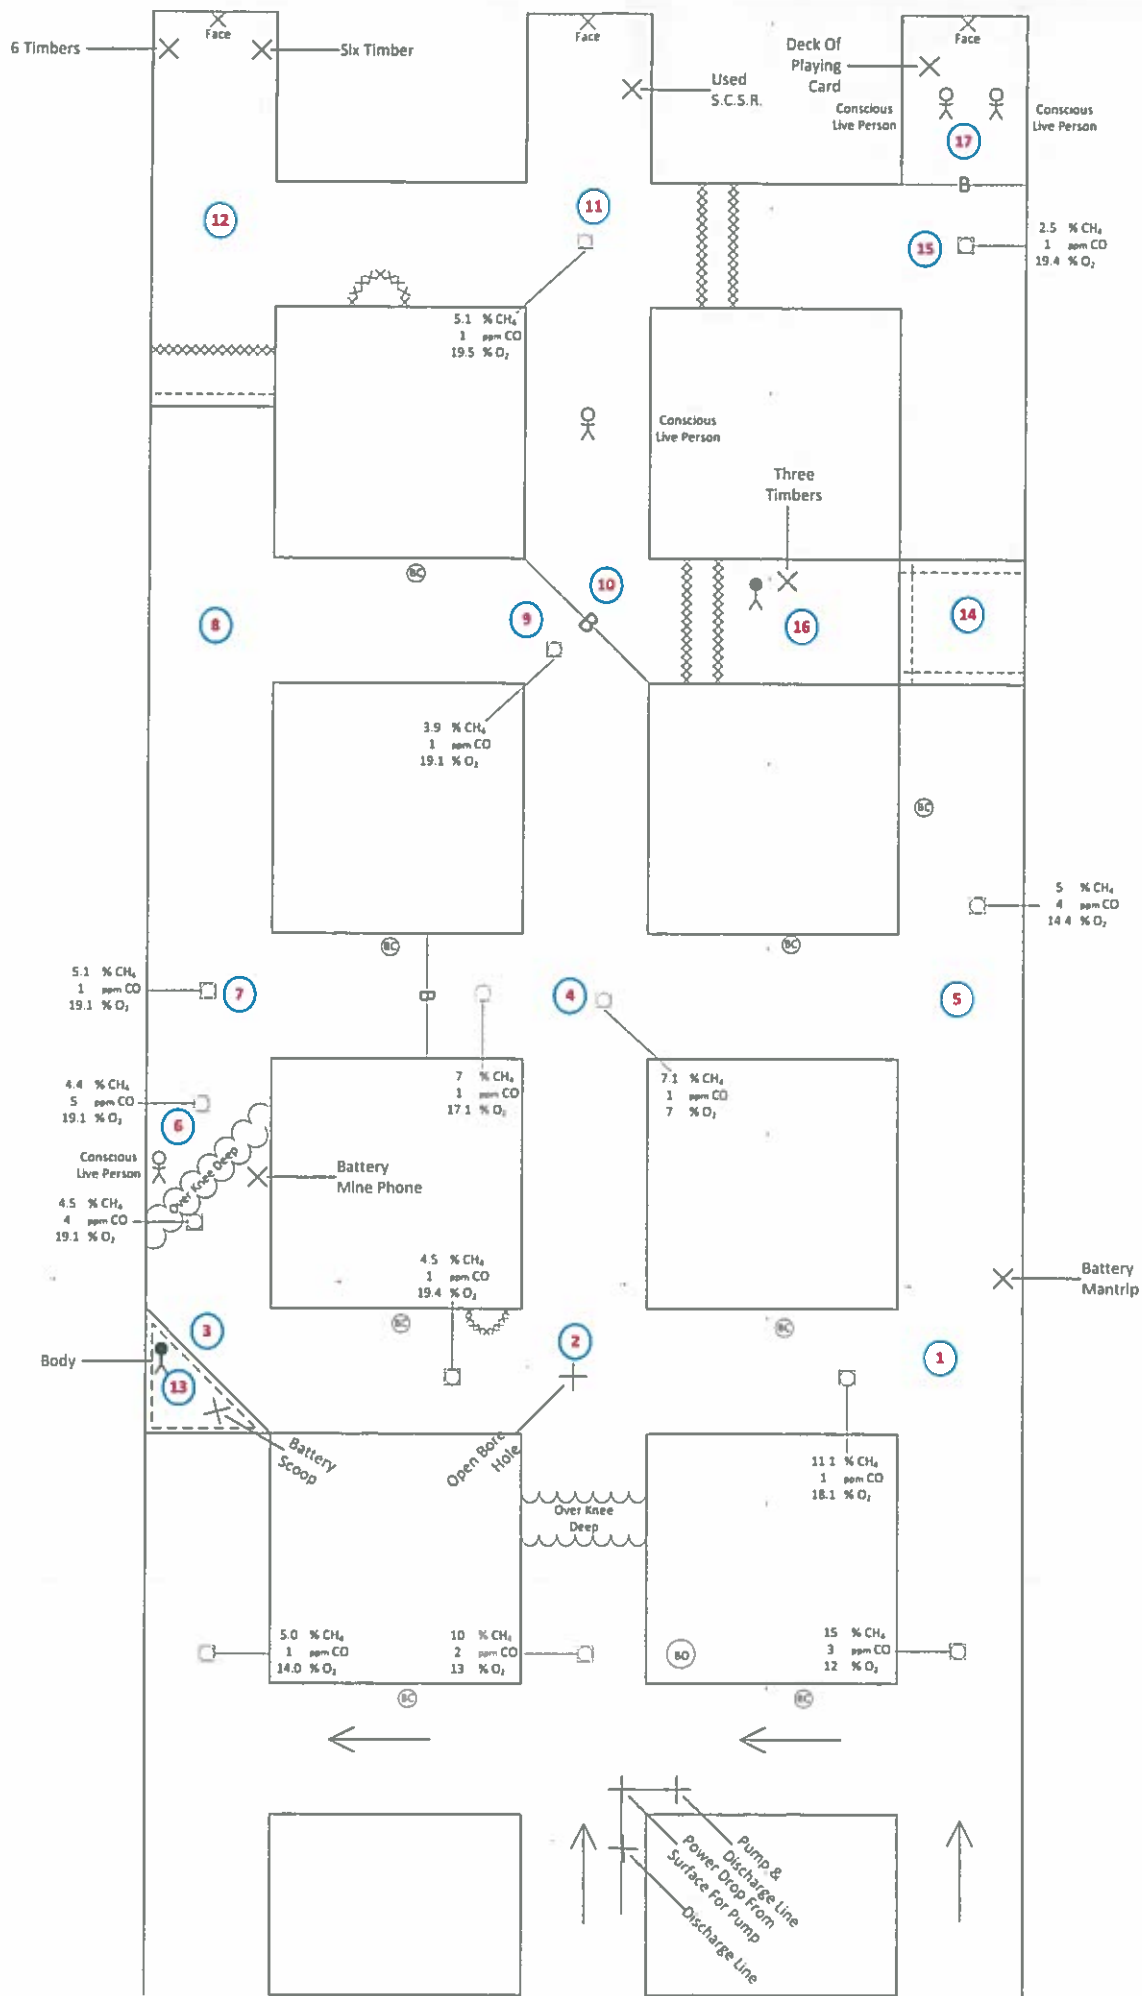 6 Timbers
Face
Six Timber
Face
Used
S.C.S.R.
Deck Of
Playing
Card
Face
Conscious
Live Person
Conscious
Live Person
17
B
12
11
15
2.5 % CH₄
1 ppm CO
19.4 % O₂
5.1 % CH₄
1 ppm CO
19.5 % O₂
Conscious
Live Person
Three
Timbers
BC
8
9
10
B
16
14
3.9 % CH₄
1 ppm CO
19.1 % O₂
BC
5 % CH₄
4 ppm CO
14.4 % O₂
BC
BC
5.1 % CH₄
1 ppm CO
19.1 % O₂
7
B
4
5
7 % CH₄
1 ppm CO
17.1 % O₂
7.1 % CH₄
1 ppm CO
7 % O₂
4.4 % CH₄
5 ppm CO
19.1 % O₂
6
Conscious
Live Person
Over Knee Deep
Battery
Mine Phone
4.5 % CH₄
4 ppm CO
19.1 % O₂
4.5 % CH₄
1 ppm CO
19.4 % O₂
Battery
Mantrip
BC
BC
3
2
1
Body
13
Battery
Scoop
Open Bore
Hole
11.1 % CH₄
1 ppm CO
18.1 % O₂
Over Knee
Deep
5.0 % CH₄
1 ppm CO
14.0 % O₂
10 % CH₄
2 ppm CO
13 % O₂
BO
15 % CH₄
3 ppm CO
12 % O₂
BC
BC
Pump &
Discharge Line
Power Drop From
Surface For Pump
Discharge Line